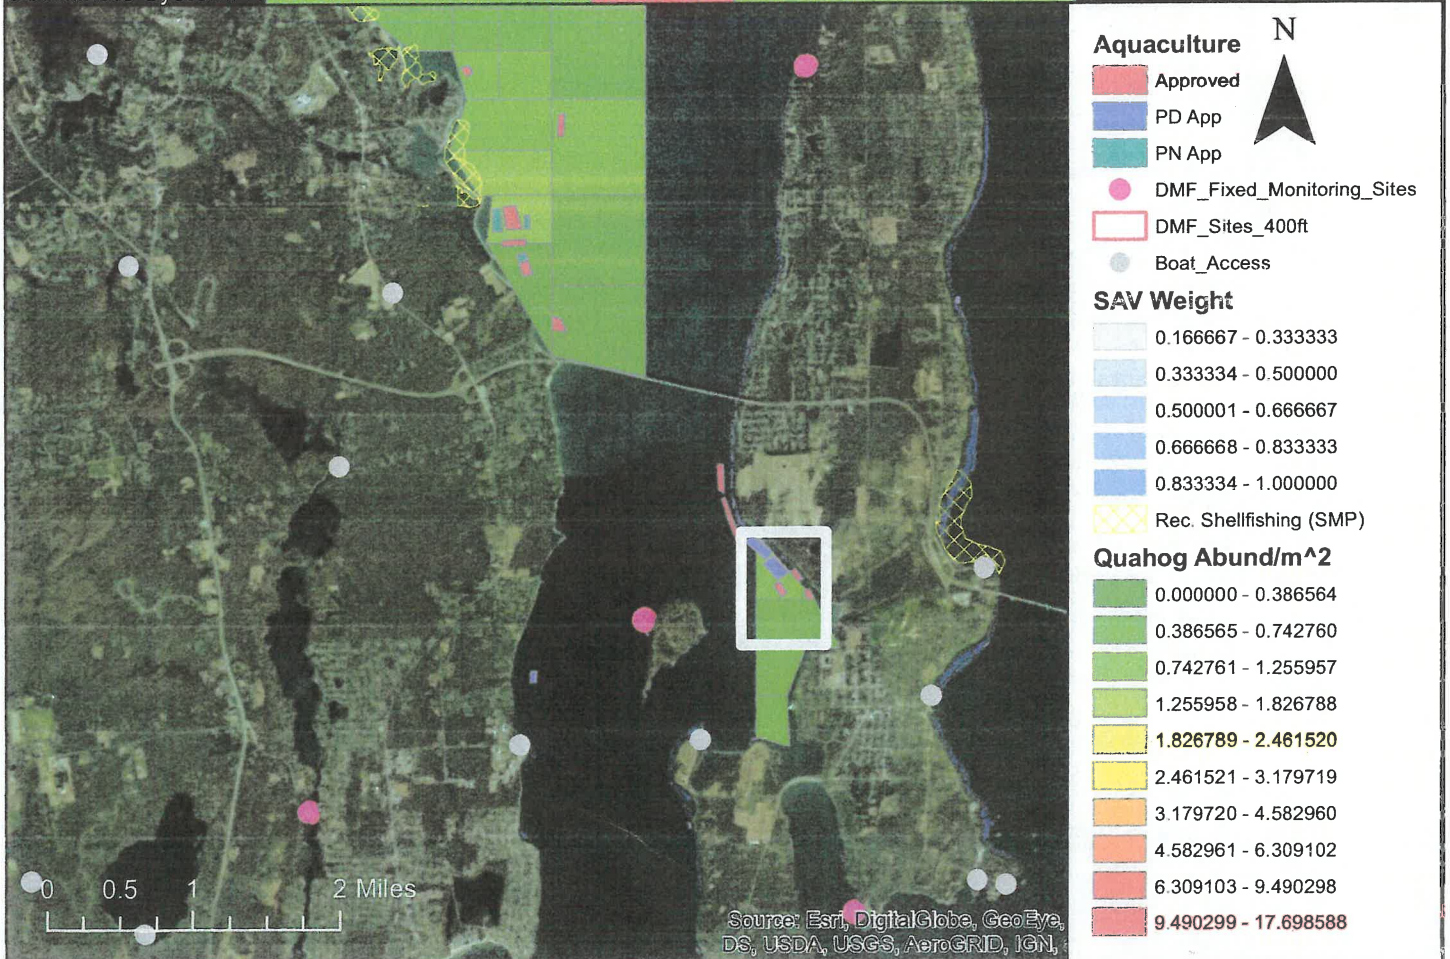 N
Aquaculture
Approved
PD App
PN App
DMF_Fixed_Monitoring_Sites
DMF_Sites_400ft
Boat_Access
SAV Weight
0.166667 - 0.333333
0.333334 - 0.500000
0.500001 - 0.666667
0.666668 - 0.833333
0.833334 - 1.000000
Rec. Shellfishing (SMP)
Quahog Abund/m^2
0.000000 - 0.386564
0.386565 - 0.742760
0.742761 - 1.255957
1.255958 - 1.826788
1.826789 - 2.461520
2.461521 - 3.179719
3.179720 - 4.582960
4.582961 - 6.309102
6.309103 - 9.490298
9.490299 - 17.698588
0 0.5 1 2 Miles
Source: Esri, DigitalGlobe, GeoEye,
DS, USDA, USGS, AeroGRID, IGN,